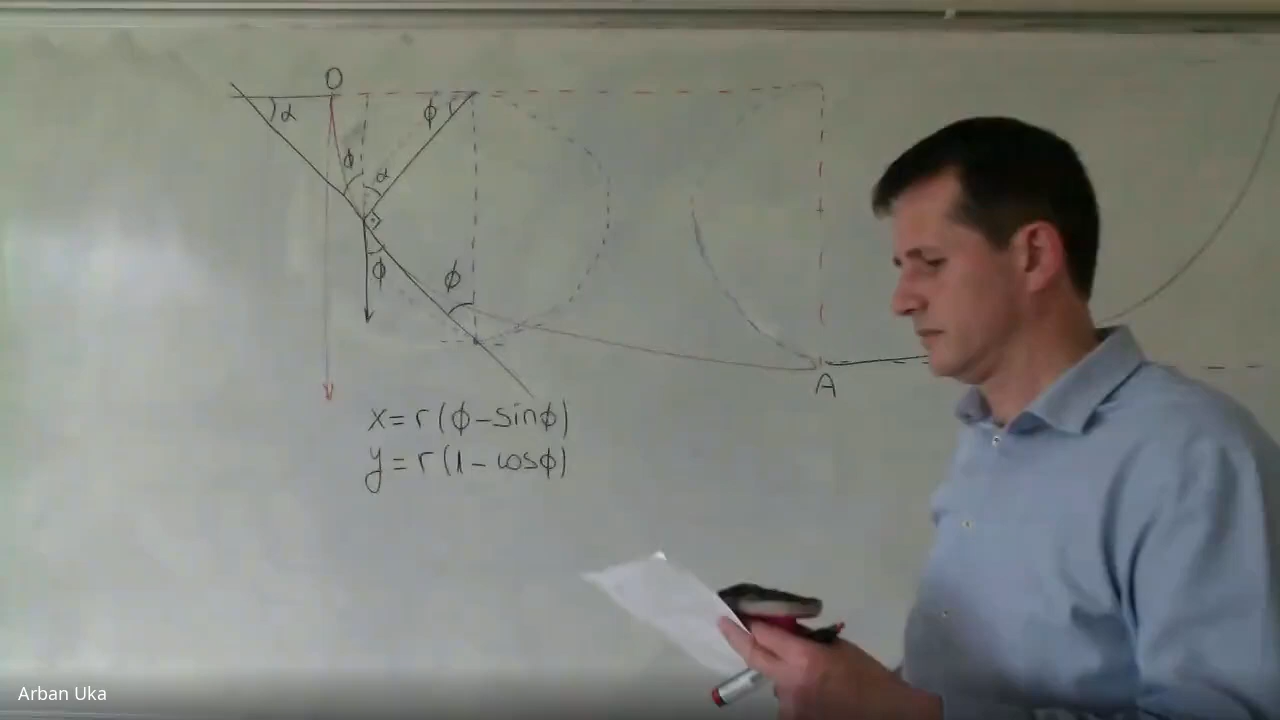 O
α
ϕ
ϕ
α
ϕ
ϕ
A
x=r(ϕ-sinϕ)
y=r(1-cosϕ)
Arban Uka